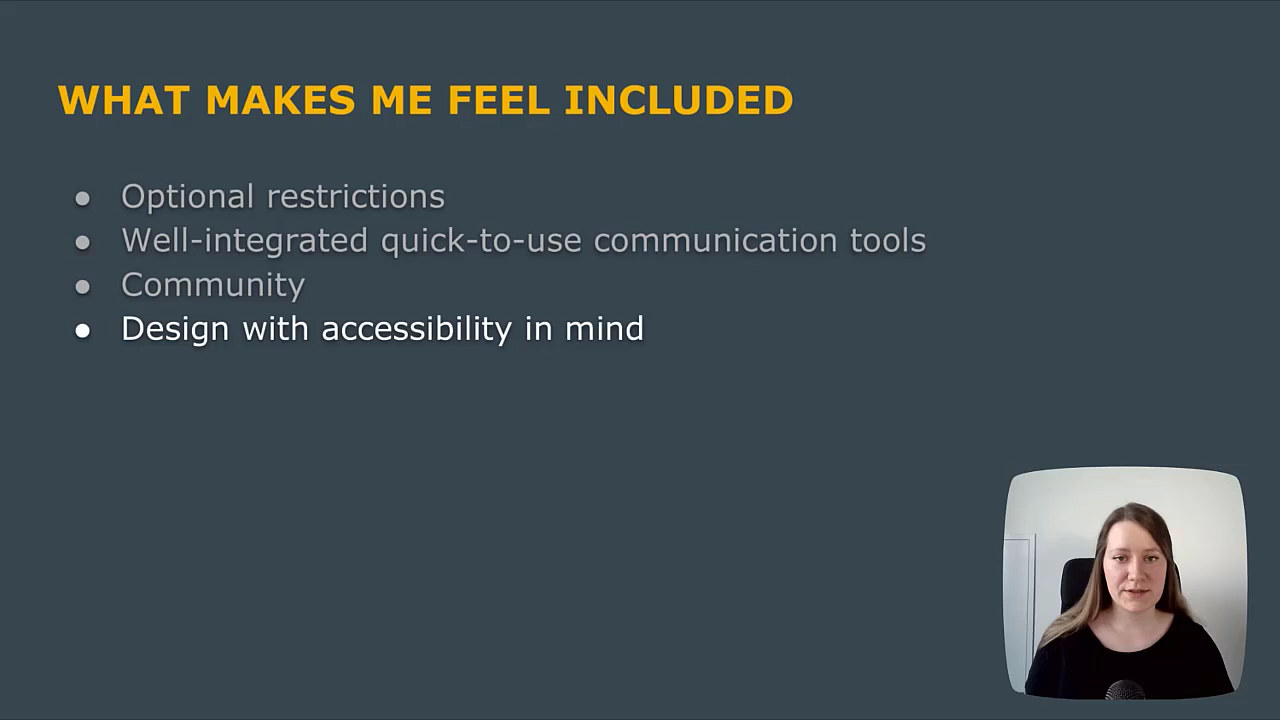 WHAT MAKES ME FEEL INCLUDED
● Optional restrictions
● Well-integrated quick-to-use communication tools
● Community
● Design with accessibility in mind